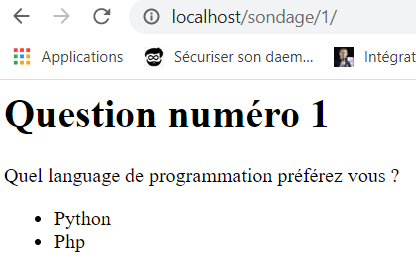 localhost/sondage/1/
Applications Sécuriser son daem... Intégrat
Question numéro 1
Quel language de programmation préférez vous ?
Python
Php